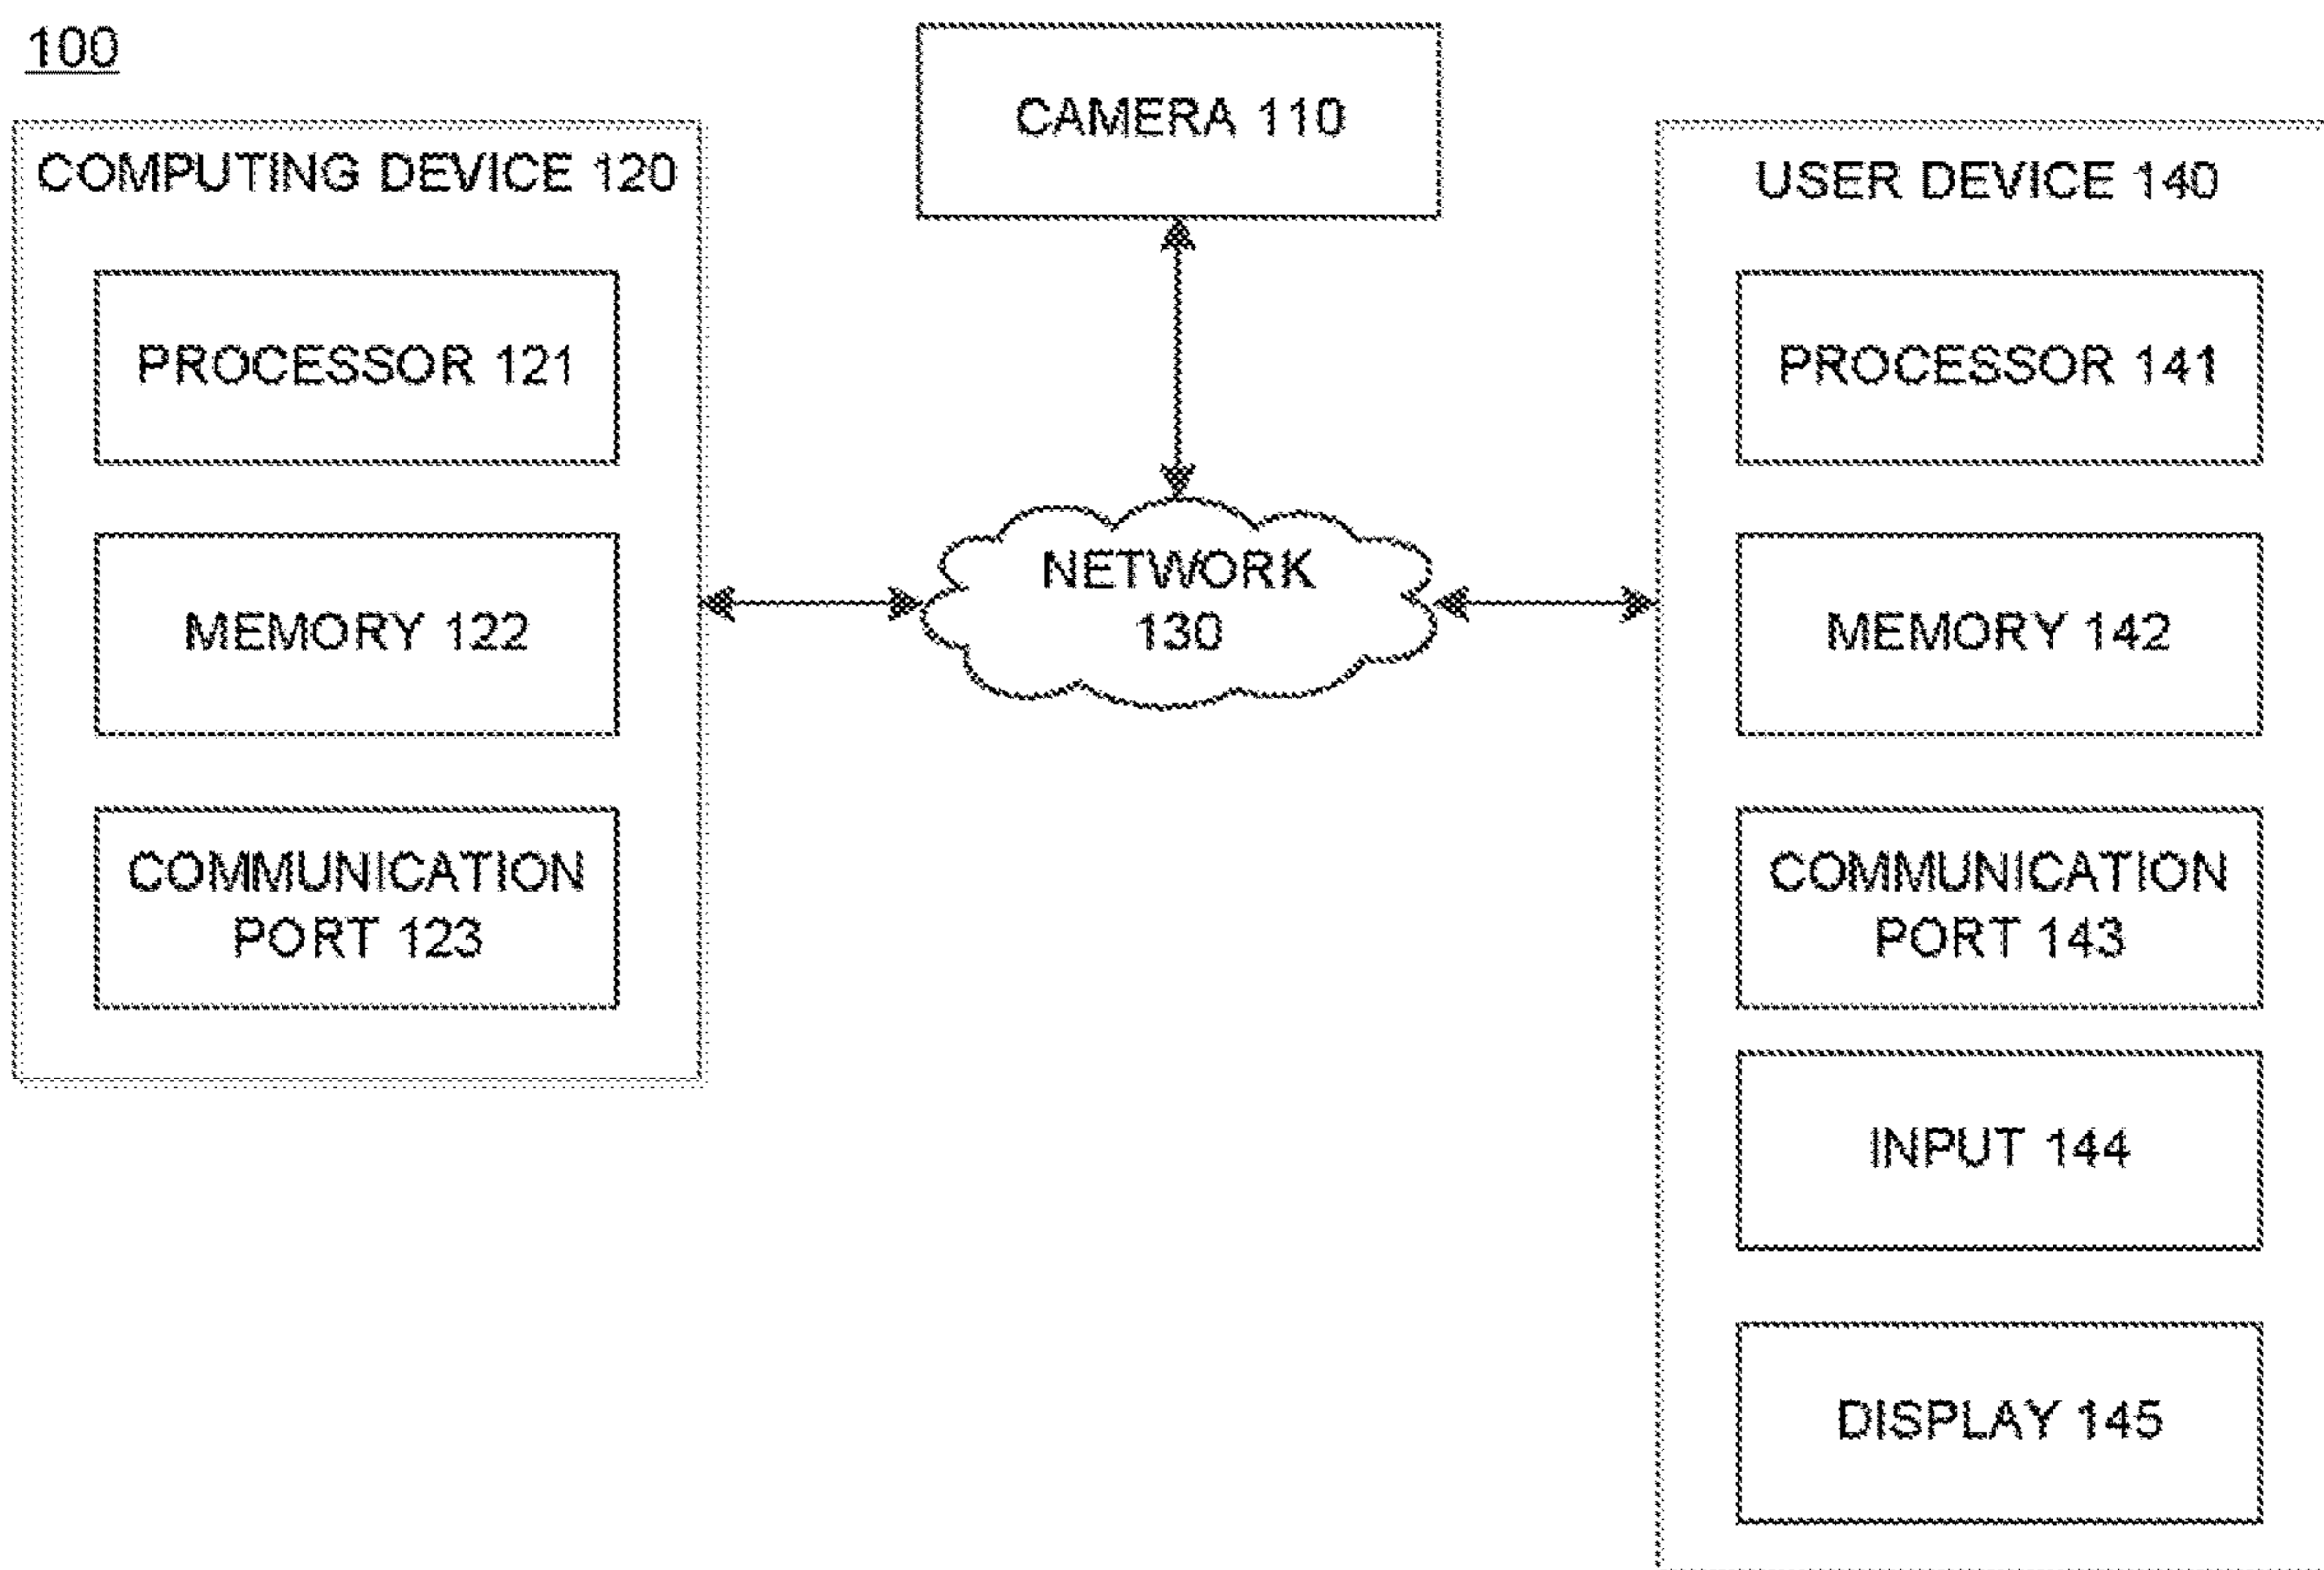 100
CAMERA 110
COMPUTING DEVICE 120
PROCESSOR 121
MEMORY 122
COMMUNICATION
PORT 123
NETWORK
130
USER DEVICE 140
PROCESSOR 141
MEMORY 142
COMMUNICATION
PORT 143
INPUT 144
DISPLAY 145